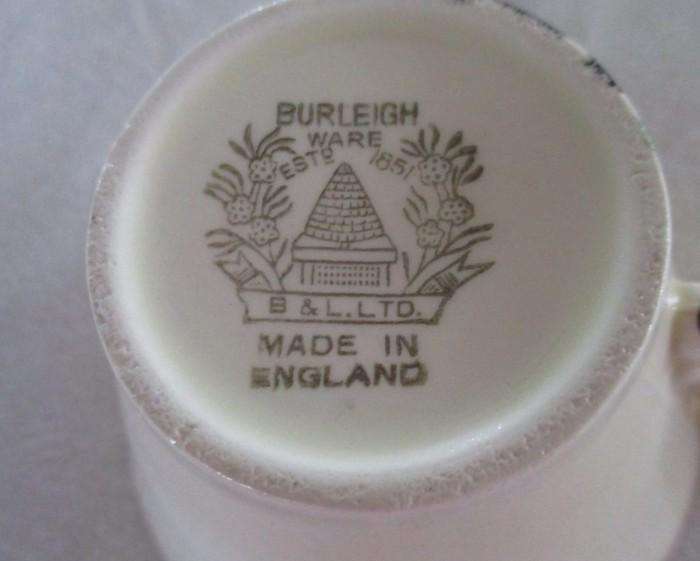 BURLEIGH
WARE
ESTD 1851
B & L. LTD.
MADE IN
ENGLAND